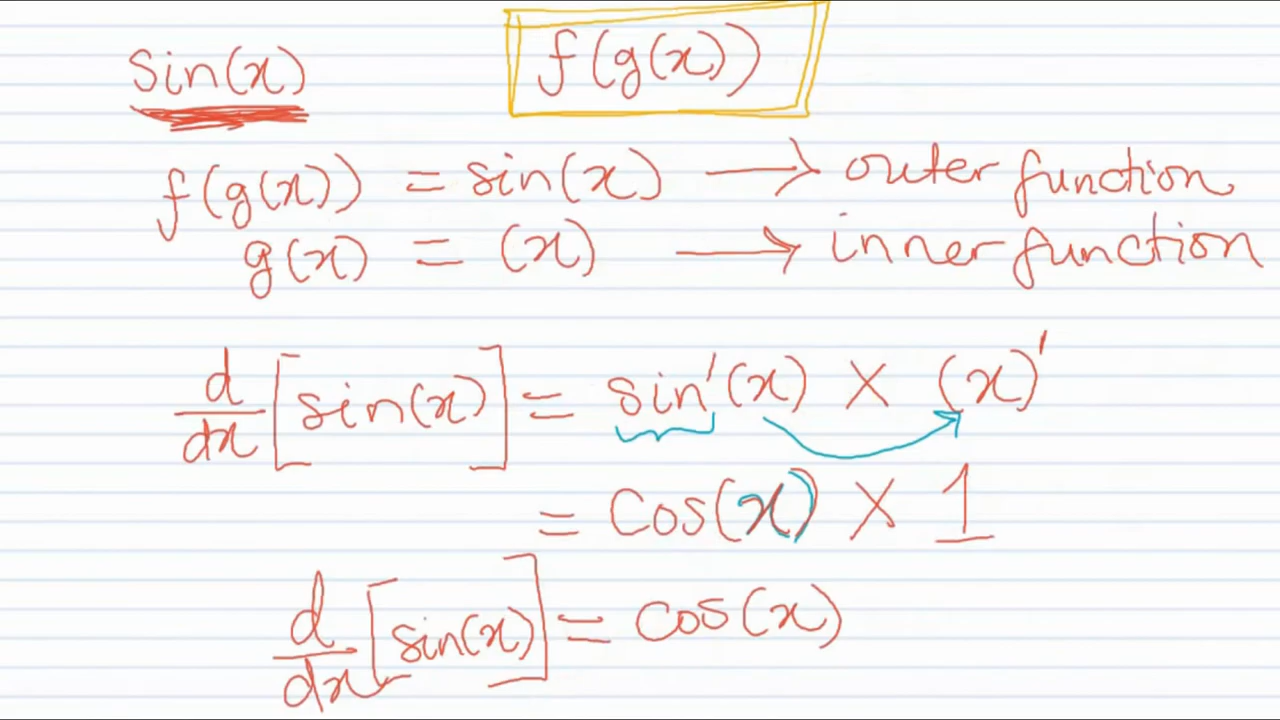 sin(x) f(g(x))
f(g(x)) = sin(x) → outer function
g(x) = (x) → inner function
d/dx [sin(x)] = sin'(x) × (x)'
= Cos(x) × 1
d/dx [sin(x)] = cos(x)